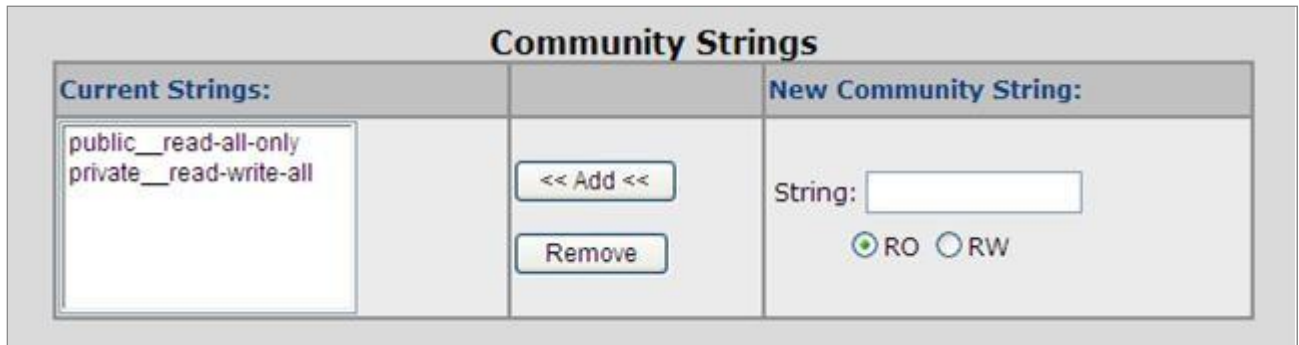 Community Strings
Current Strings:
New Community String:
public__read-all-only
private__read-write-all
<< Add <<
Remove
String:
RO RW